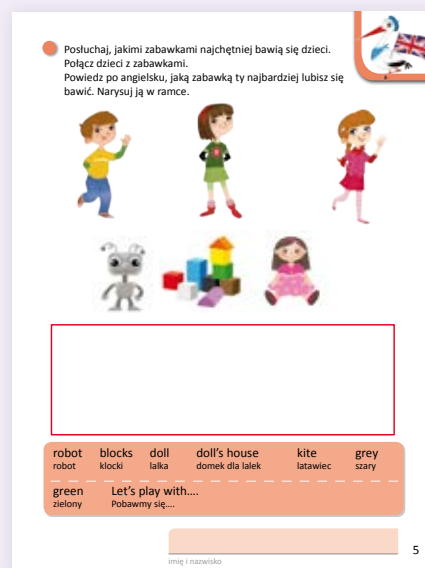 Posłuchaj, jakimi zabawkami najchętniej bawią się dzieci.
Połącz dzieci z zabawkami.
Powiedz po angielsku, jaką zabawką ty najbardziej lubisz się
bawić. Narysuj ją w ramce.
robot blocks doll doll's house kite grey
robot klocki lalka domek dla lalek latawiec szary
green Let's play with....
zielony Pobawmy się....
5
imię i nazwisko